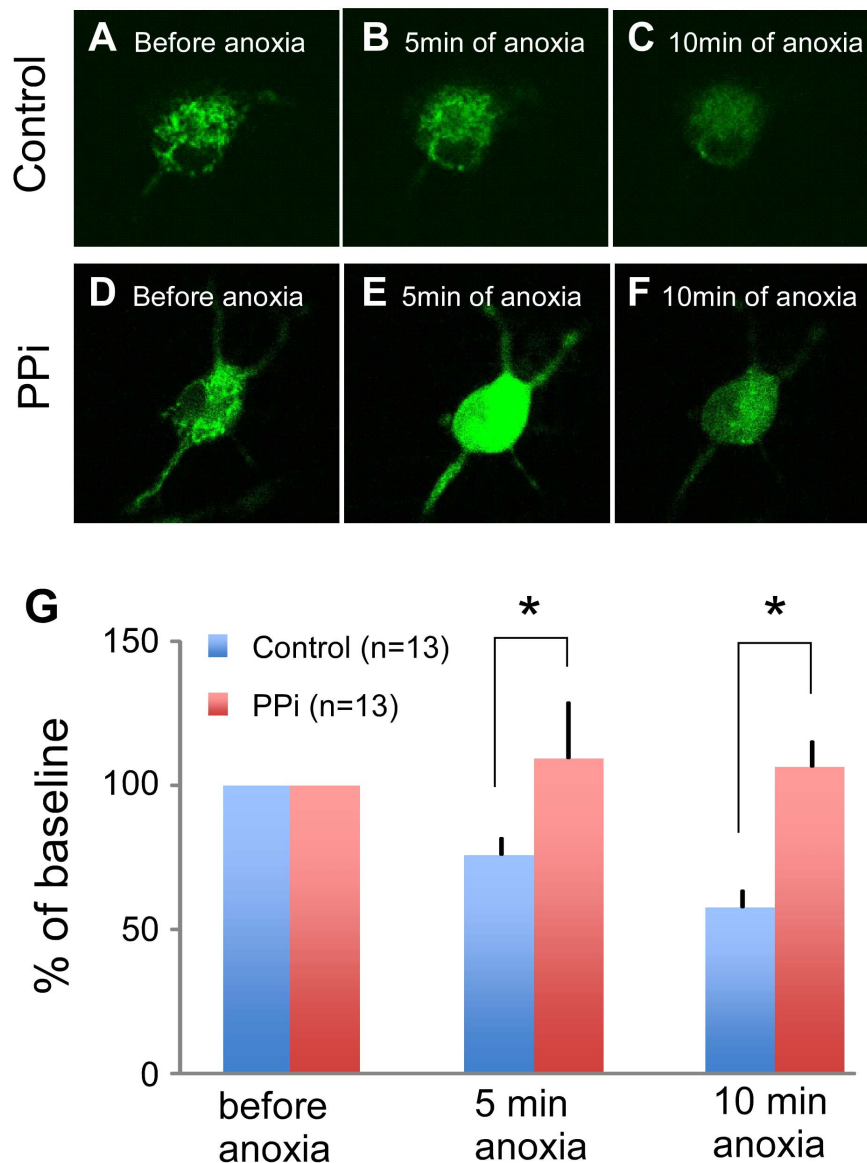 Control
A Before anoxia
B 5min of anoxia
C 10min of anoxia
PPi
D Before anoxia
E 5min of anoxia
F 10min of anoxia
G
*
*
% of baseline
150
100
50
0
Control (n=13)
PPi (n=13)
before
anoxia
5 min
anoxia
10 min
anoxia